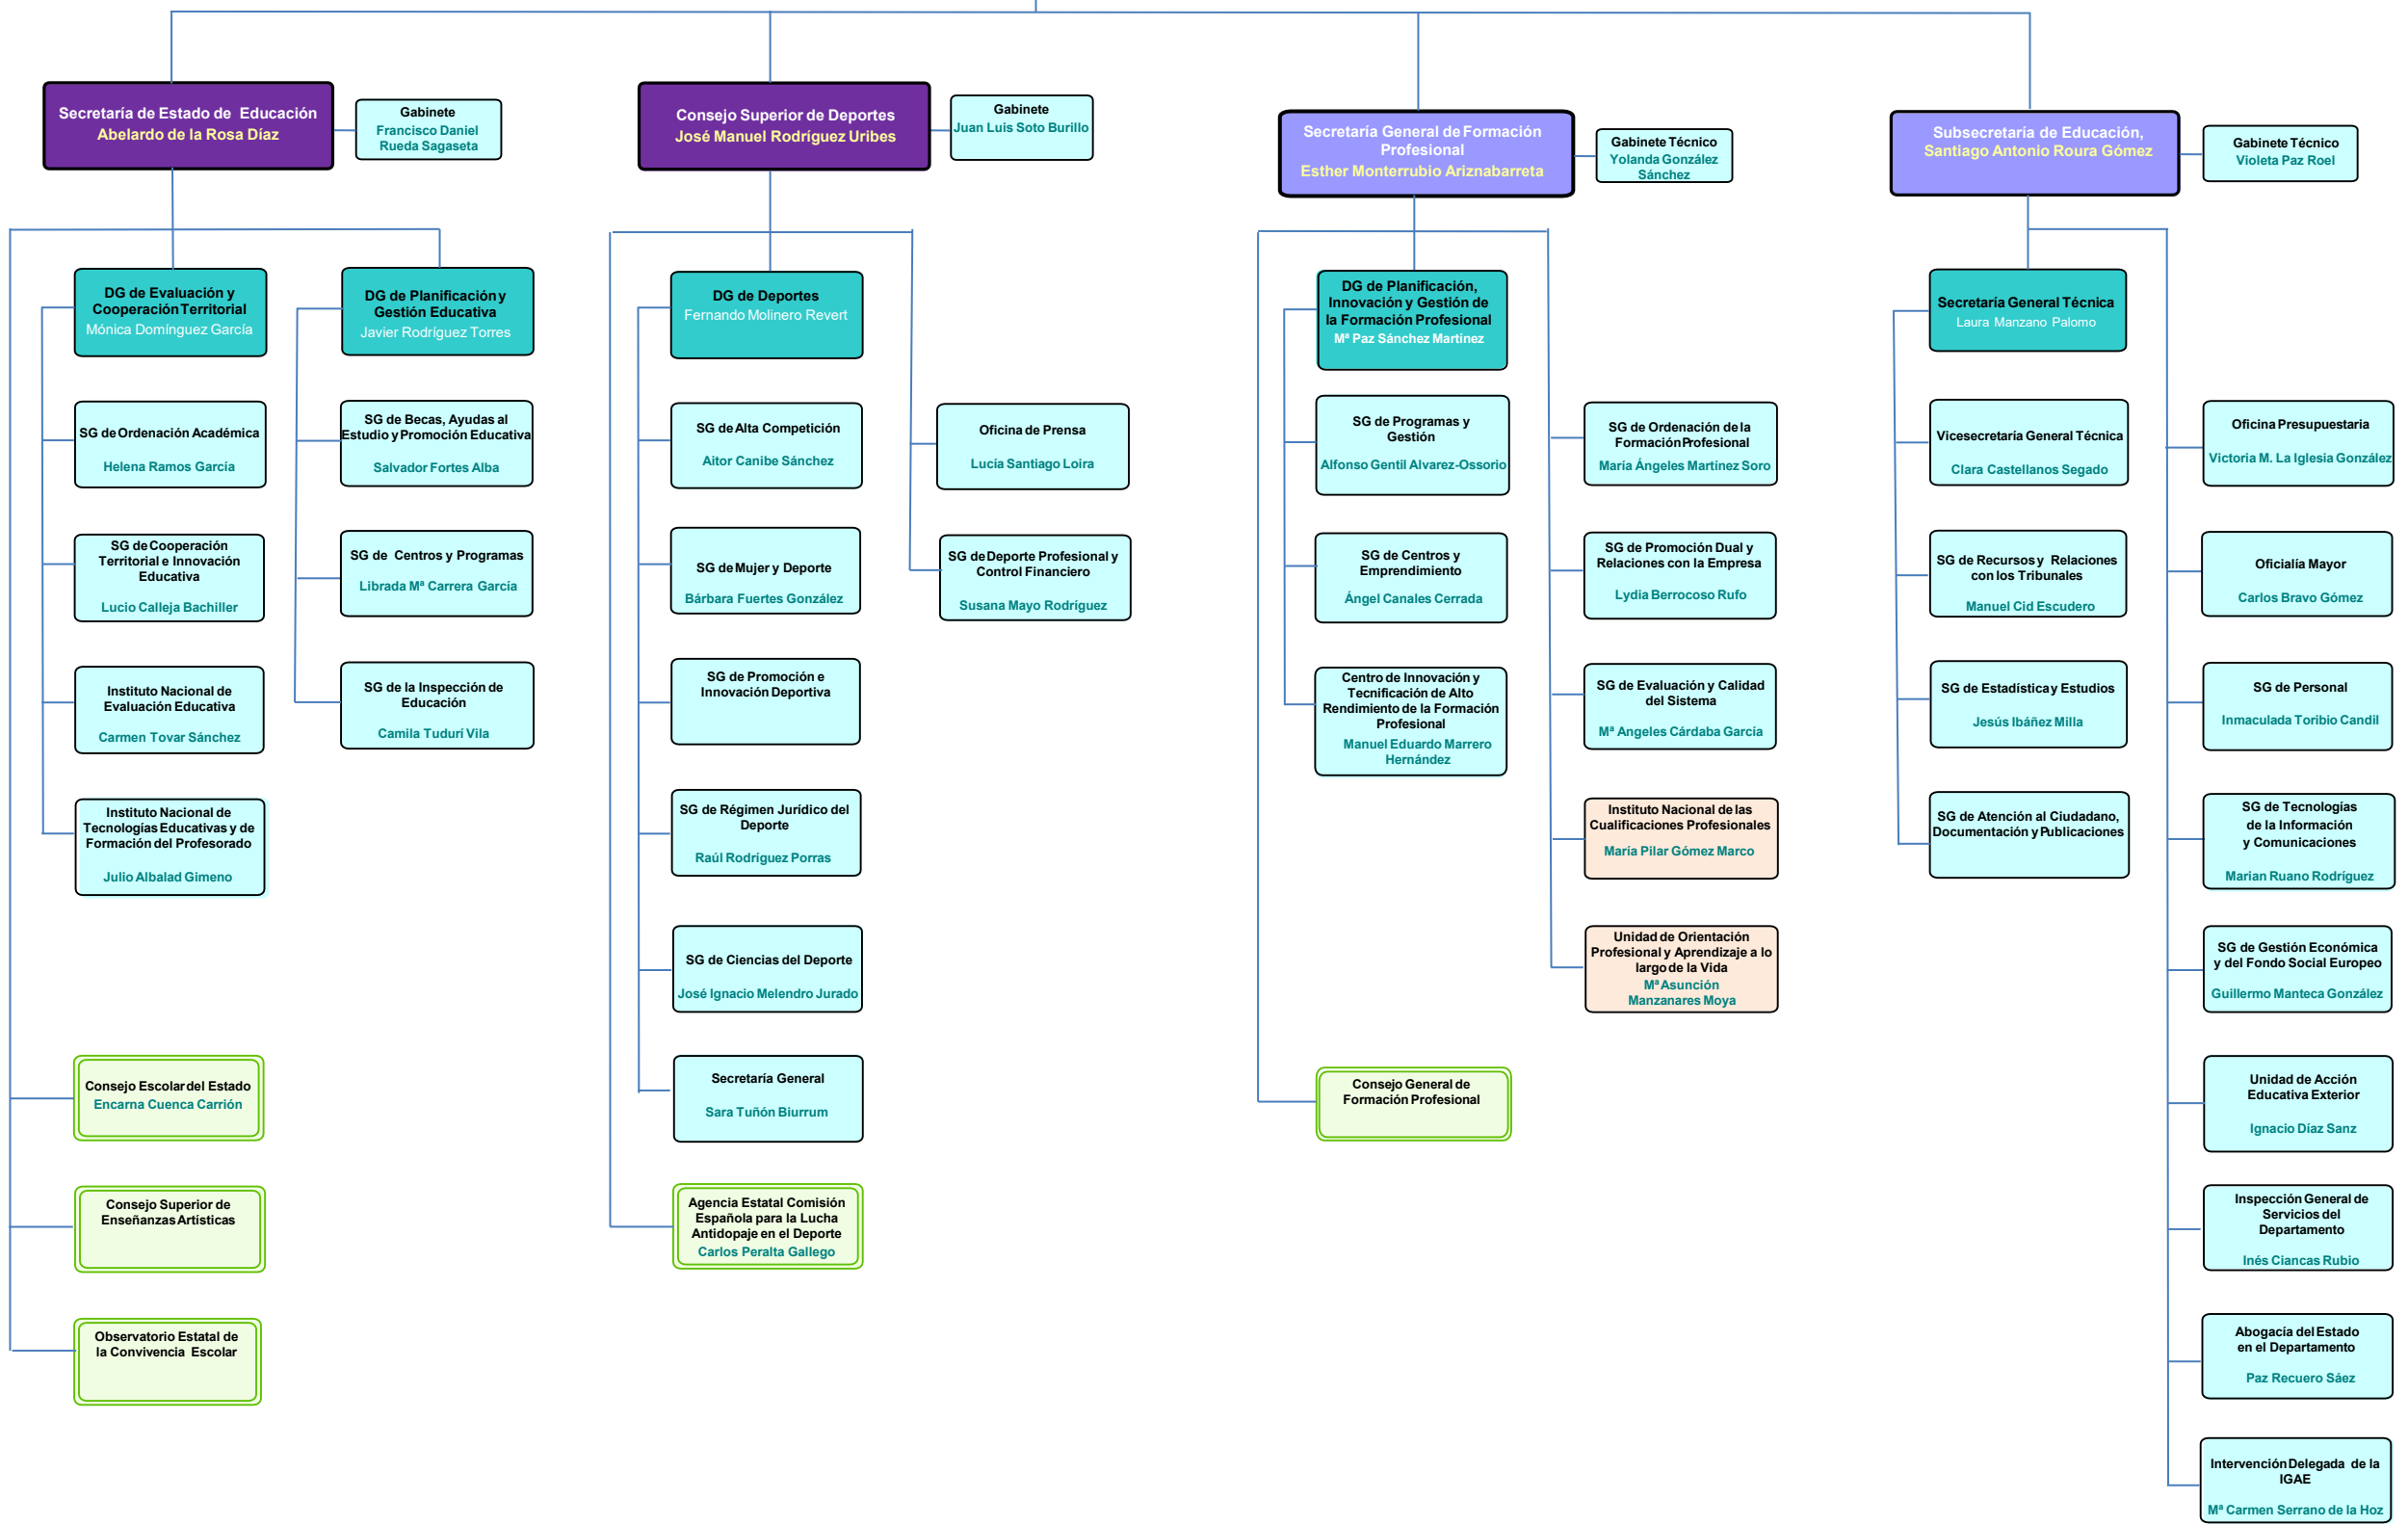 Secretaría de Estado de Educación
Abelardo de la Rosa Díaz
Gabinete
Francisco Daniel
Rueda Sagaseta
Consejo Superior de Deportes
José Manuel Rodríguez Uribes
Gabinete
Juan Luis Soto Burillo
Secretaría General de Formación
Profesional
Esther Monterrubio Ariznabarreta
Gabinete Técnico
Yolanda González
Sánchez
Subsecretaría de Educación,
Santiago Antonio Roura Gómez
Gabinete Técnico
Violeta Paz Roel
DG de Evaluación y
Cooperación Territorial
Mónica Domínguez García
SG de Ordenación Académica
Helena Ramos García
SG de Cooperación
Territorial e Innovación
Educativa
Lucio Calleja Bachiller
Instituto Nacional de
Evaluación Educativa
Carmen Tovar Sánchez
Instituto Nacional de
Tecnologías Educativas y de
Formación del Profesorado
Julio Albalad Gimeno
Consejo Escolar del Estado
Encarna Cuenca Carrión
Consejo Superior de
Enseñanzas Artísticas
Observatorio Estatal de
la Convivencia Escolar
DG de Planificación y
Gestión Educativa
Javier Rodríguez Torres
SG de Becas, Ayudas al
Estudio y Promoción Educativa
Salvador Fortes Alba
SG de Centros y Programas
Librada Mª Carrera García
SG de la Inspección de
Educación
Camila Tudurí Vila
DG de Deportes
Fernando Molinero Revert
SG de Alta Competición
Aitor Canibe Sánchez
SG de Mujer y Deporte
Bárbara Fuertes González
SG de Promoción e
Innovación Deportiva
SG de Régimen Jurídico del
Deporte
Raúl Rodríguez Porras
SG de Ciencias del Deporte
José Ignacio Melendro Jurado
Secretaría General
Sara Tuñón Biurrum
Agencia Estatal Comisión
Española para la Lucha
Antidopaje en el Deporte
Carlos Peralta Gallego
Oficina de Prensa
Lucía Santiago Loira
SG de Deporte Profesional y
Control Financiero
Susana Mayo Rodríguez
DG de Planificación,
Innovación y Gestión de
la Formación Profesional
Mª Paz Sánchez Martínez
SG de Programas y
Gestión
Alfonso Gentil Alvarez-Ossorio
SG de Centros y
Emprendimiento
Ángel Canales Cerrada
Centro de Innovación y
Tecnificación de Alto
Rendimiento de la Formación
Profesional
Manuel Eduardo Marrero
Hernández
Consejo General de
Formación Profesional
SG de Ordenación de la
Formación Profesional
María Ángeles Martínez Soro
SG de Promoción Dual y
Relaciones con la Empresa
Lydia Berrocoso Rufo
SG de Evaluación y Calidad
del Sistema
Mª Angeles Cárdaba García
Instituto Nacional de las
Cualificaciones Profesionales
María Pilar Gómez Marco
Unidad de Orientación
Profesional y Aprendizaje a lo
largo de la Vida
Mª Asunción
Manzanares Moya
Secretaría General Técnica
Laura Manzano Palomo
Vicesecretaría General Técnica
Clara Castellanos Segado
SG de Recursos y Relaciones
con los Tribunales
Manuel Cid Escudero
SG de Estadística y Estudios
Jesús Ibáñez Milla
SG de Atención al Ciudadano,
Documentación y Publicaciones
Oficina Presupuestaria
Victoria M. La Iglesia González
Oficialía Mayor
Carlos Bravo Gómez
SG de Personal
Inmaculada Toribio Candil
SG de Tecnologías
de la Información
y Comunicaciones
Marian Ruano Rodríguez
SG de Gestión Económica
y del Fondo Social Europeo
Guillermo Manteca González
Unidad de Acción
Educativa Exterior
Ignacio Díaz Sanz
Inspección General de
Servicios del
Departamento
Inés Ciancas Rubio
Abogacía del Estado
en el Departamento
Paz Recuero Sáez
Intervención Delegada de la
IGAE
Mª Carmen Serrano de la Hoz